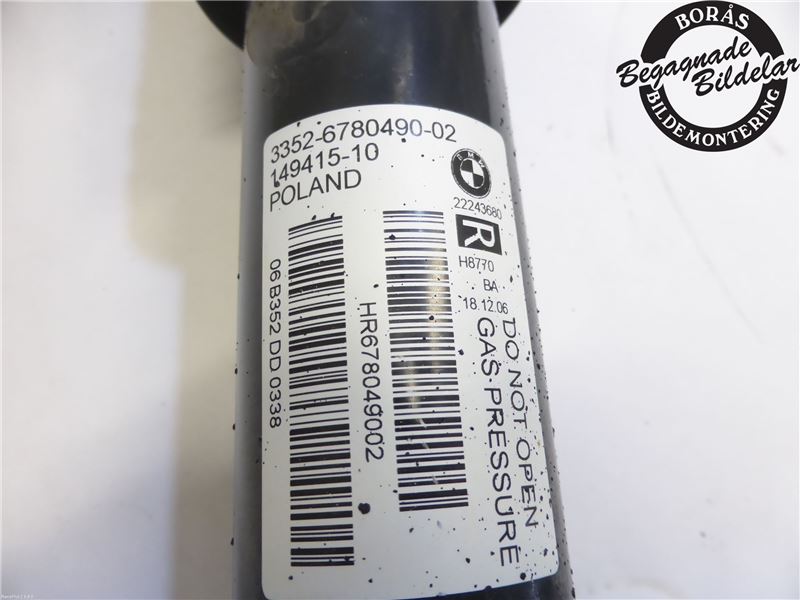 3352-6780490-02
149415-10
POLAND
BMW
22243680
R
H8770
BA
18.12.06
DO NOT OPEN
GAS-PRESSURE
HR678049002
06 B352 DD 0338
BORÅS
Begagnade
Bildelar
BILDEMONTERING